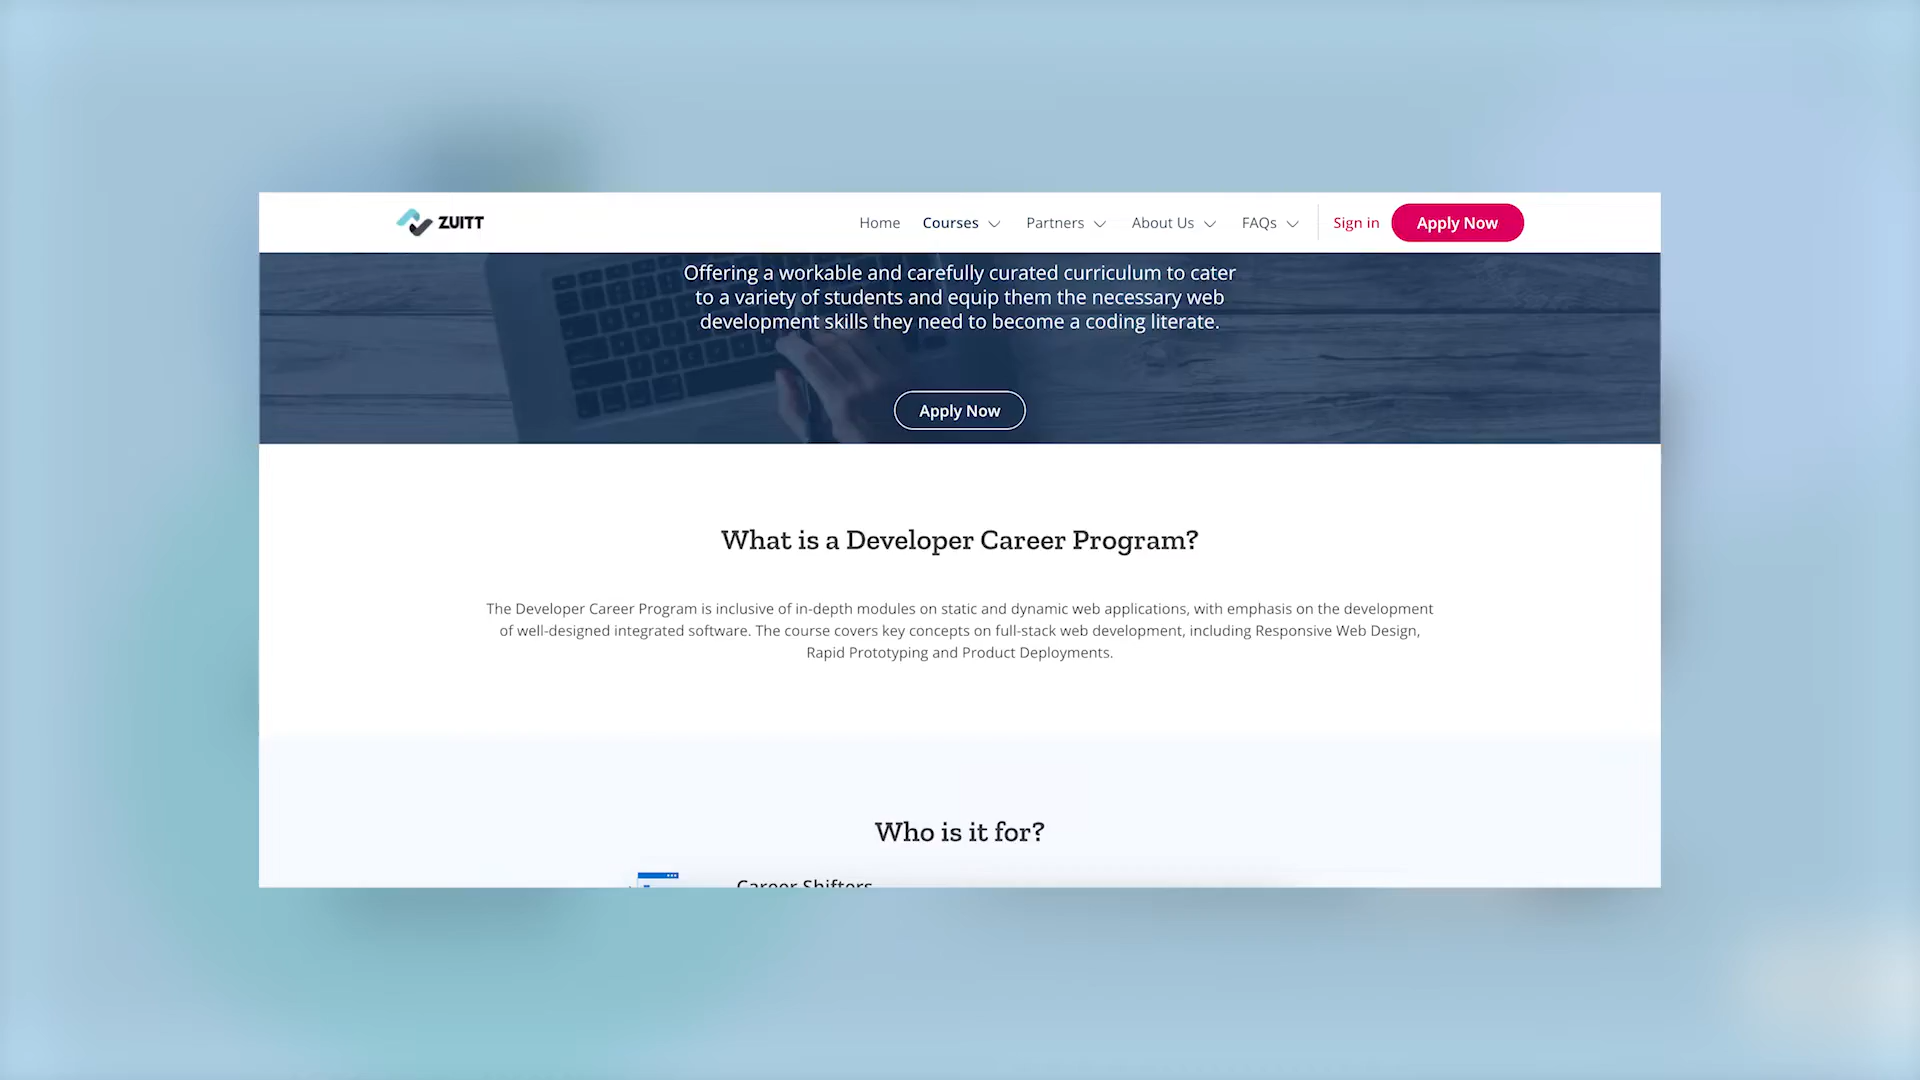 ZUITT
Home Courses Partners About Us FAQs Sign in Apply Now
Offering a workable and carefully curated curriculum to cater
to a variety of students and equip them the necessary web
development skills they need to become a coding literate.
Apply Now
What is a Developer Career Program?
The Developer Career Program is inclusive of in-depth modules on static and dynamic web applications, with emphasis on the development
of well-designed integrated software. The course covers key concepts on full-stack web development, including Responsive Web Design,
Rapid Prototyping and Product Deployments.
Who is it for?
Career Shifters